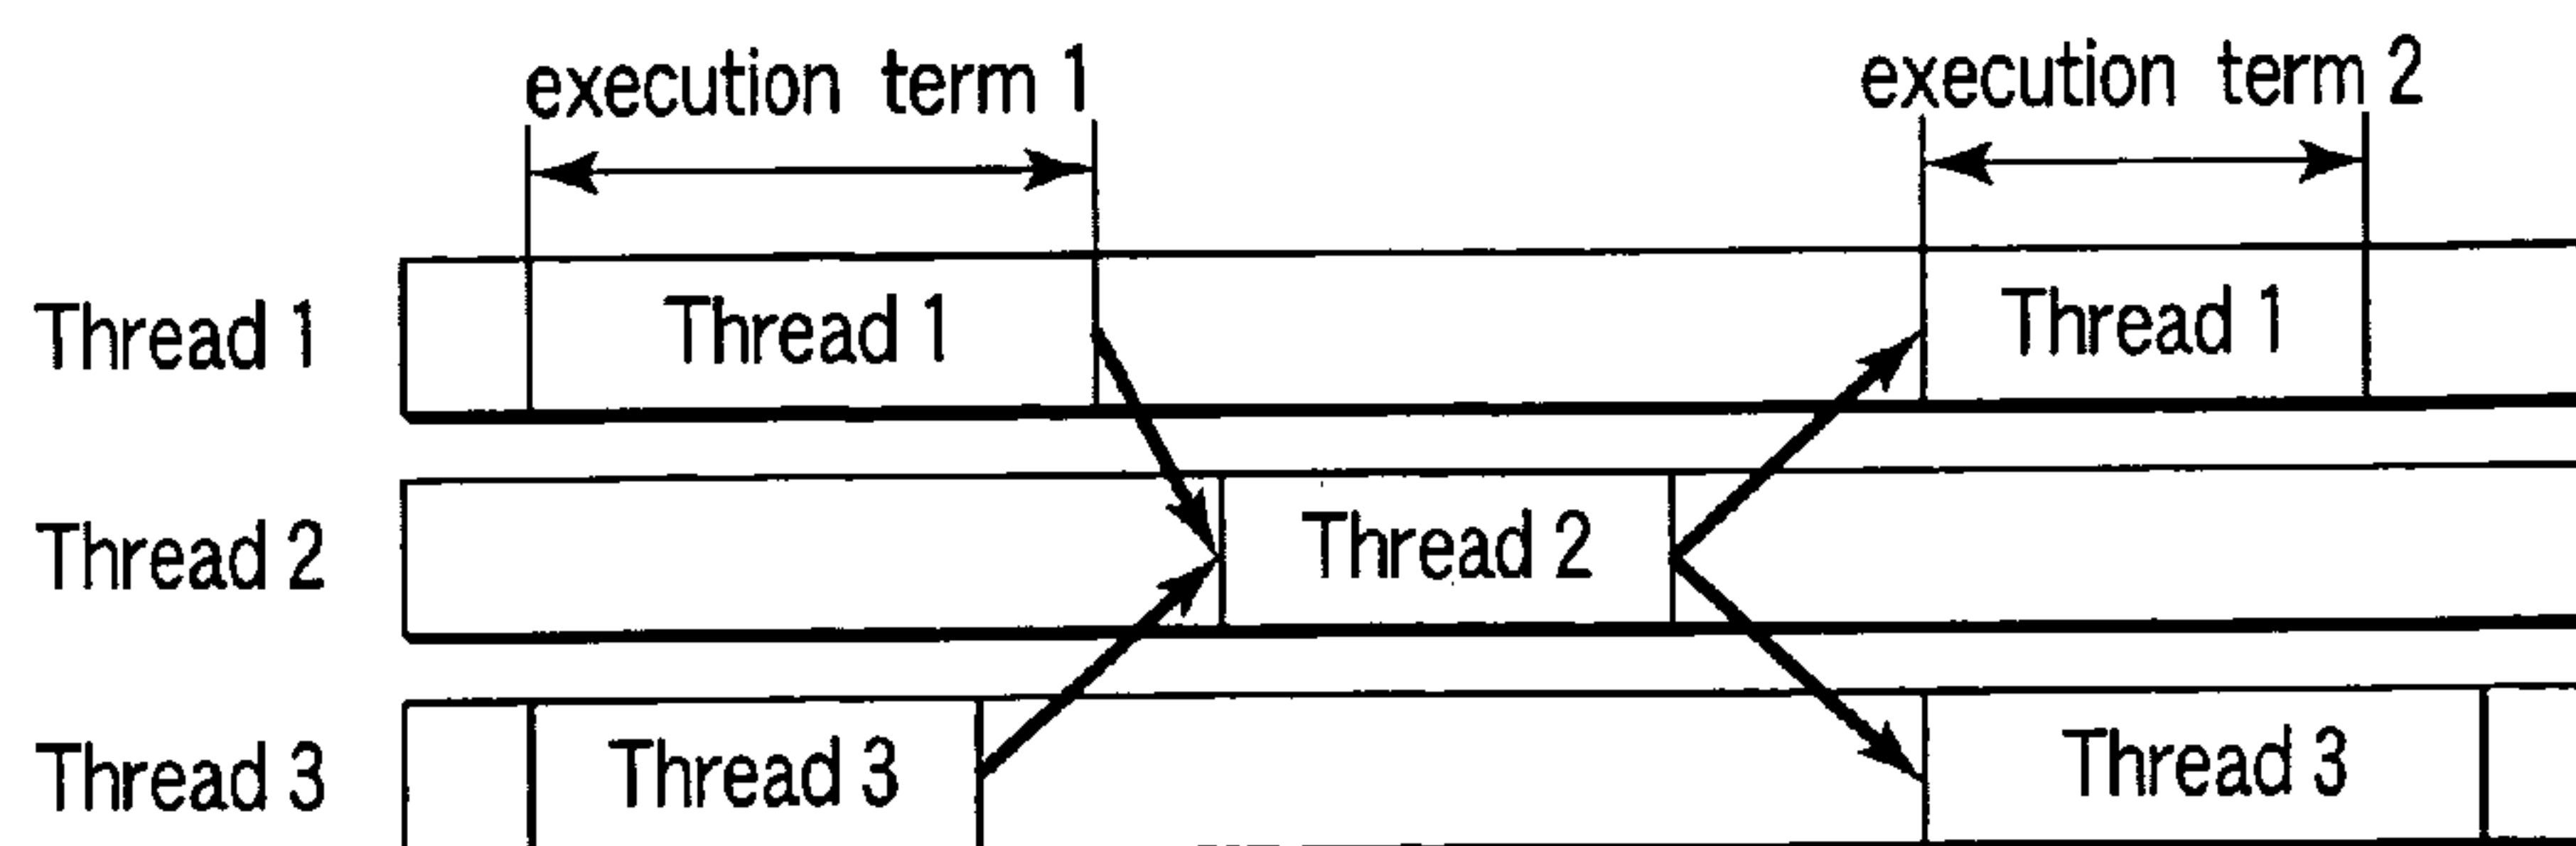 execution term 1 execution term 2
Thread 1 Thread 1 Thread 1
Thread 2 Thread 2
Thread 3 Thread 3 Thread 3